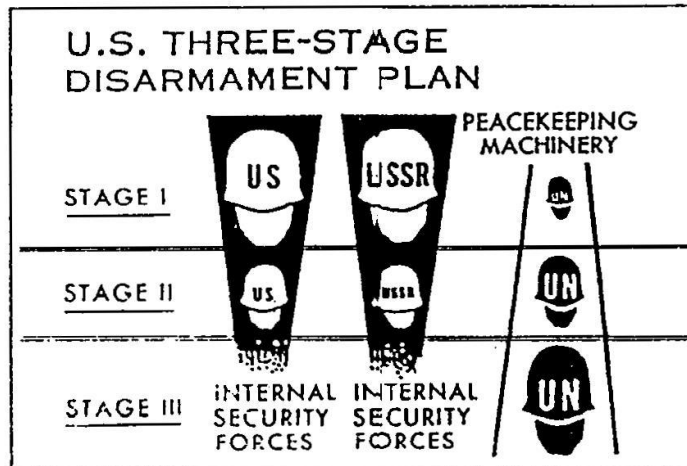 U.S. THREE-STAGE
DISARMAMENT PLAN
PEACEKEEPING
MACHINERY
STAGE I
US
USSR
UN
STAGE II
US
USSR
UN
STAGE III
INTERNAL
SECURITY
FORCES
INTERNAL
SECURITY
FORCES
UN